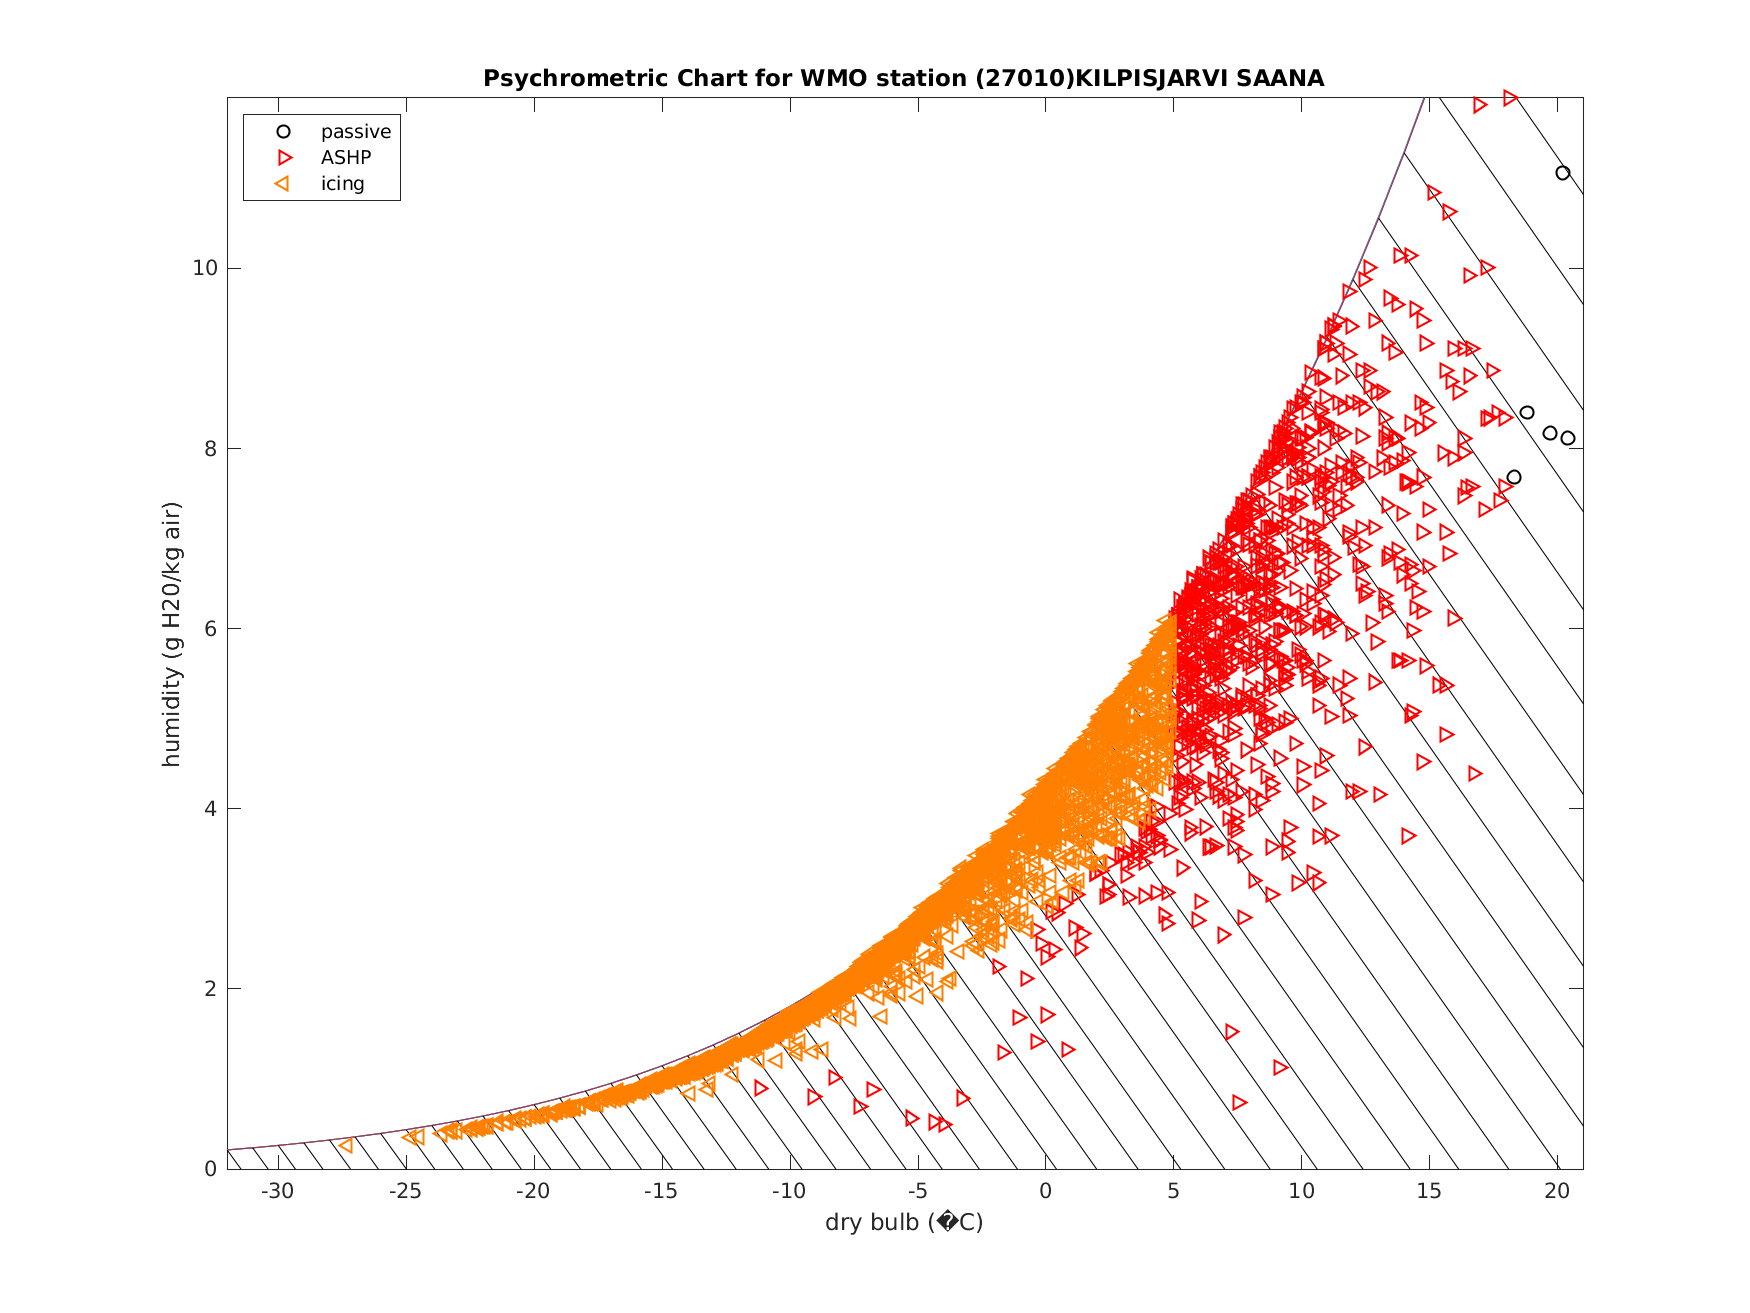 Psychrometric Chart for WMO station (27010)KILPISJARVI SAANA
passive
ASHP
icing
humidity (g H20/kg air)
10
8
6
4
2
0
-30 -25 -20 -15 -10 -5 0 5 10 15 20
dry bulb (�C)